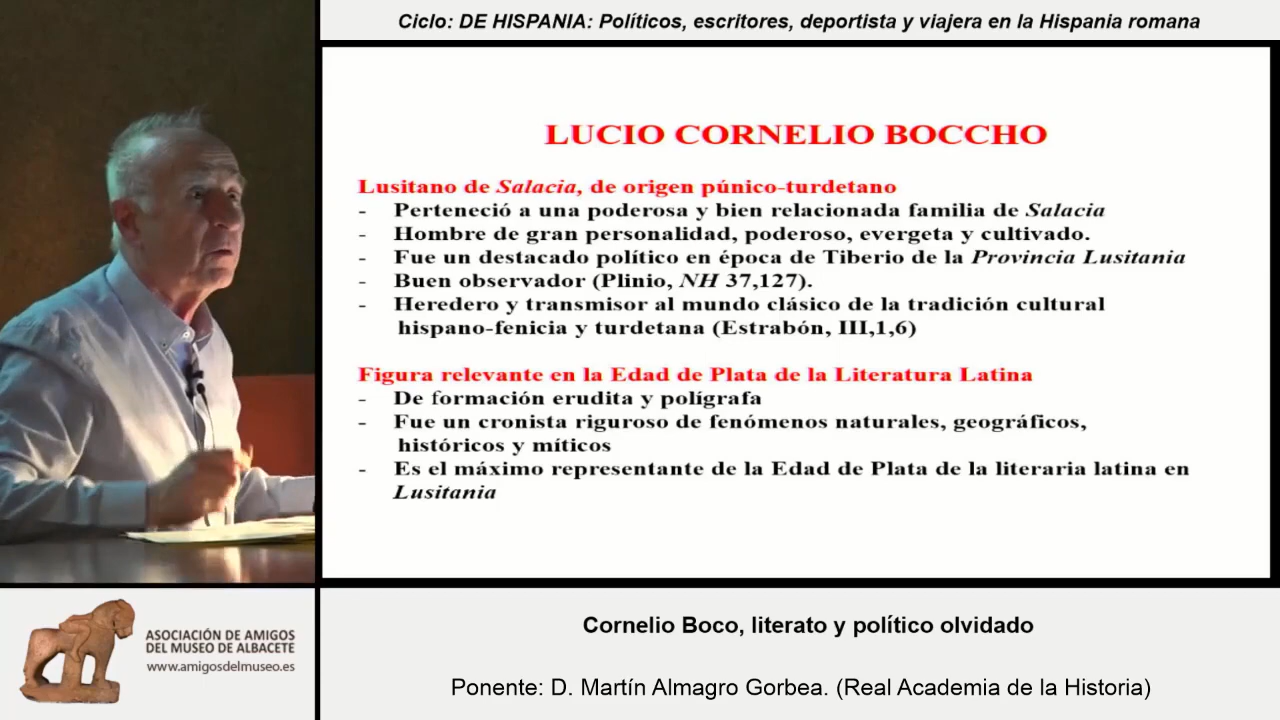 Ciclo: DE HISPANIA: Políticos, escritores, deportista y viajera en la Hispania romana
LUCIO CORNELIO BOCCHO
Lusitano de Salacia, de origen púnico-turdetano
- Perteneció a una poderosa y bien relacionada familia de Salacia
- Hombre de gran personalidad, poderoso, evergeta y cultivado.
- Fue un destacado político en época de Tiberio de la Provincia Lusitania
- Buen observador (Plinio, NH 37,127).
- Heredero y transmisor al mundo clásico de la tradición cultural
hispano-fenicia y turdetana (Estrabón, III,1,6)
Figura relevante en la Edad de Plata de la Literatura Latina
- De formación erudita y polígrafa
- Fue un cronista riguroso de fenómenos naturales, geográficos,
históricos y míticos
- Es el máximo representante de la Edad de Plata de la literaria latina en
Lusitania
ASOCIACIÓN DE AMIGOS
DEL MUSEO DE ALBACETE
www.amigosdelmuseo.es
Cornelio Boco, literato y político olvidado
Ponente: D. Martín Almagro Gorbea. (Real Academia de la Historia)